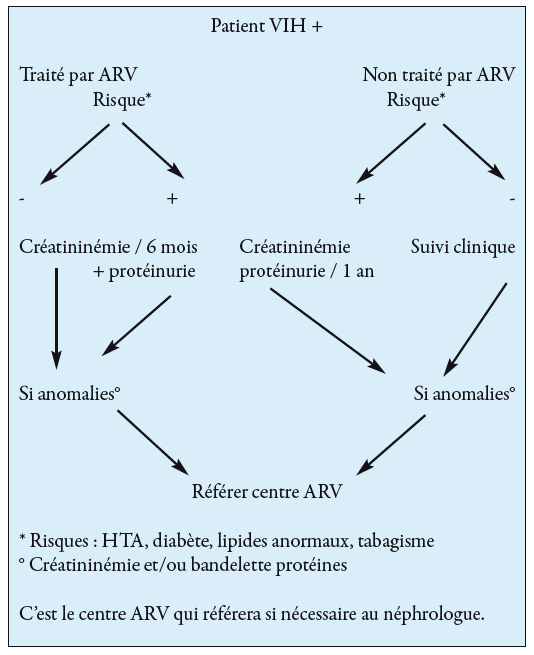 Patient VIH +
Traité par ARV
Risque*
Non traité par ARV
Risque*
-
+
+
-
Créatininémie / 6 mois
+ protéinurie
Créatininémie
protéinurie / 1 an
Suivi clinique
Si anomalies°
Si anomalies°
Référer centre ARV
* Risques : HTA, diabète, lipides anormaux, tabagisme
° Créatininémie et/ou bandelette protéines
C’est le centre ARV qui référera si nécessaire au néphrologue.